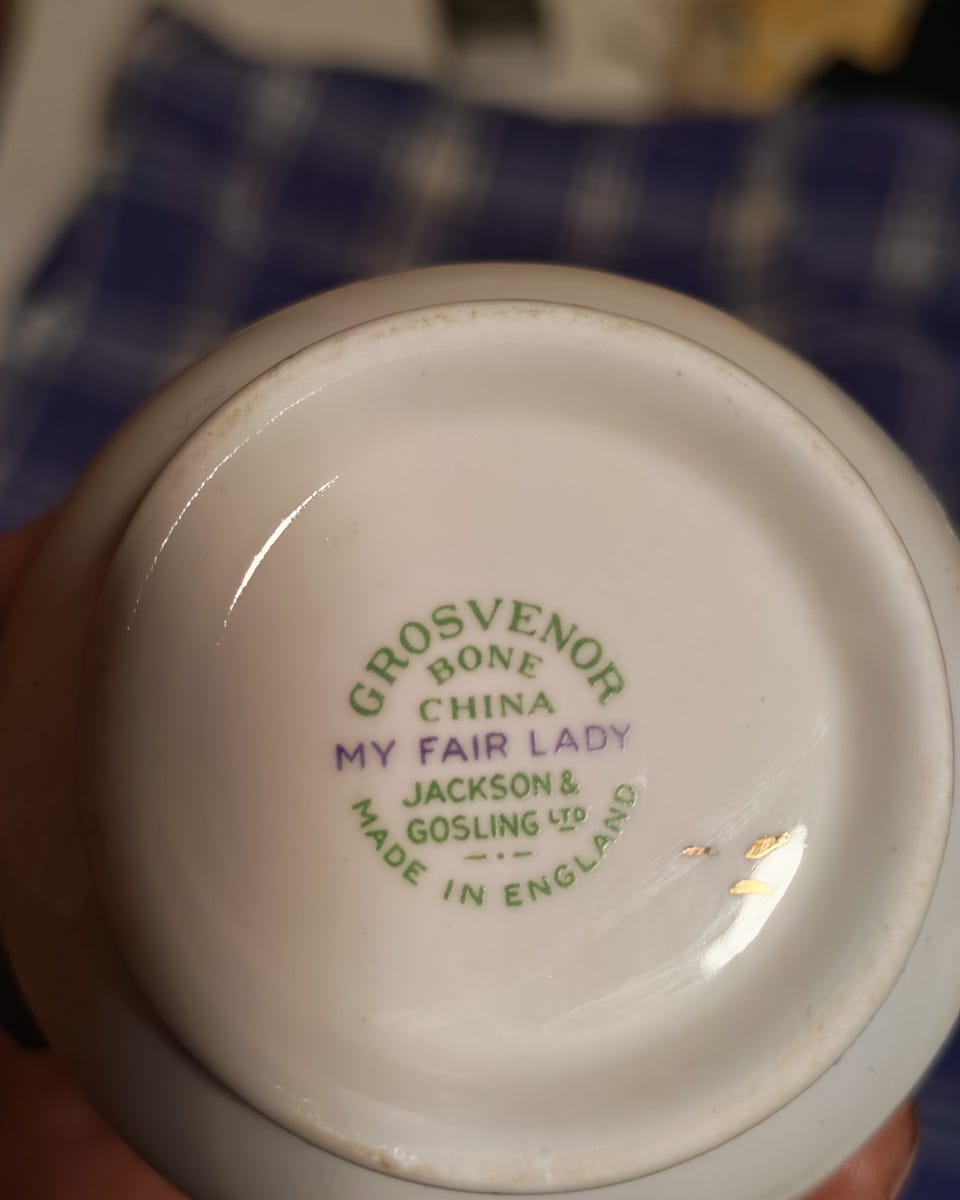 GROSVENOR
BONE
CHINA
MY FAIR LADY
JACKSON &
GOSLING LTD
MADE IN ENGLAND